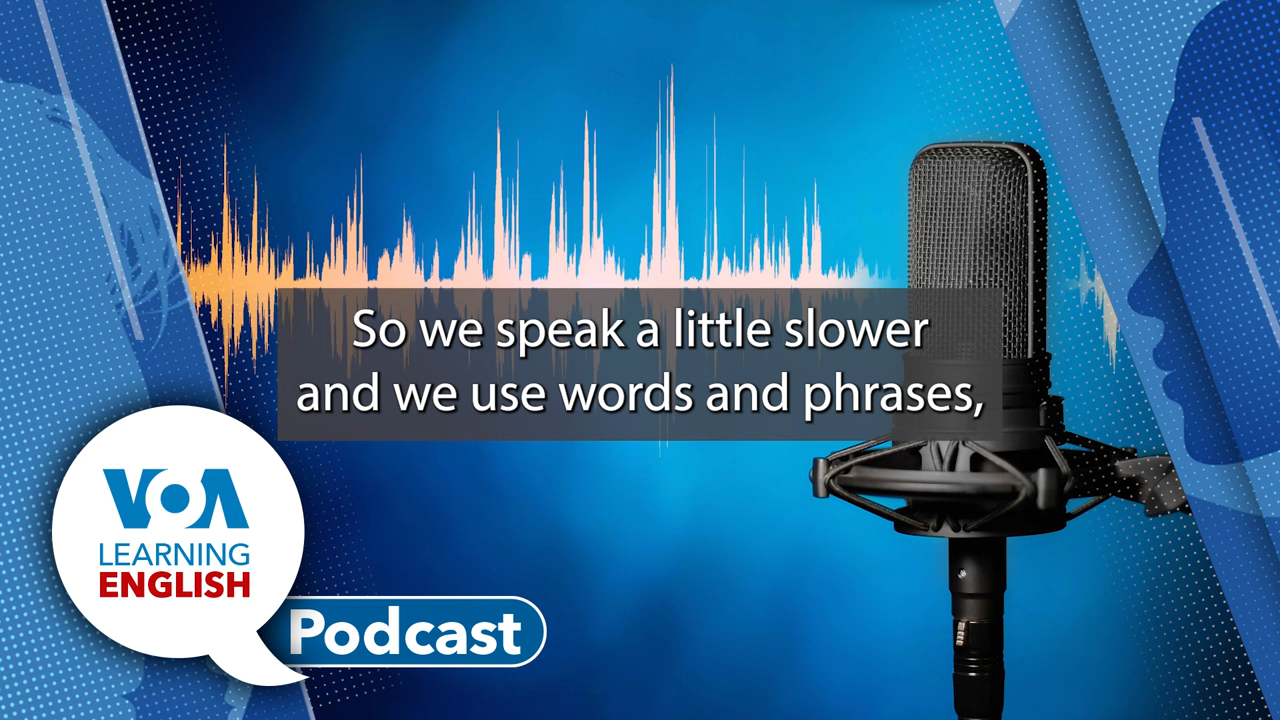 So we speak a little slower
and we use words and phrases,
VOA
LEARNING
ENGLISH
Podcast